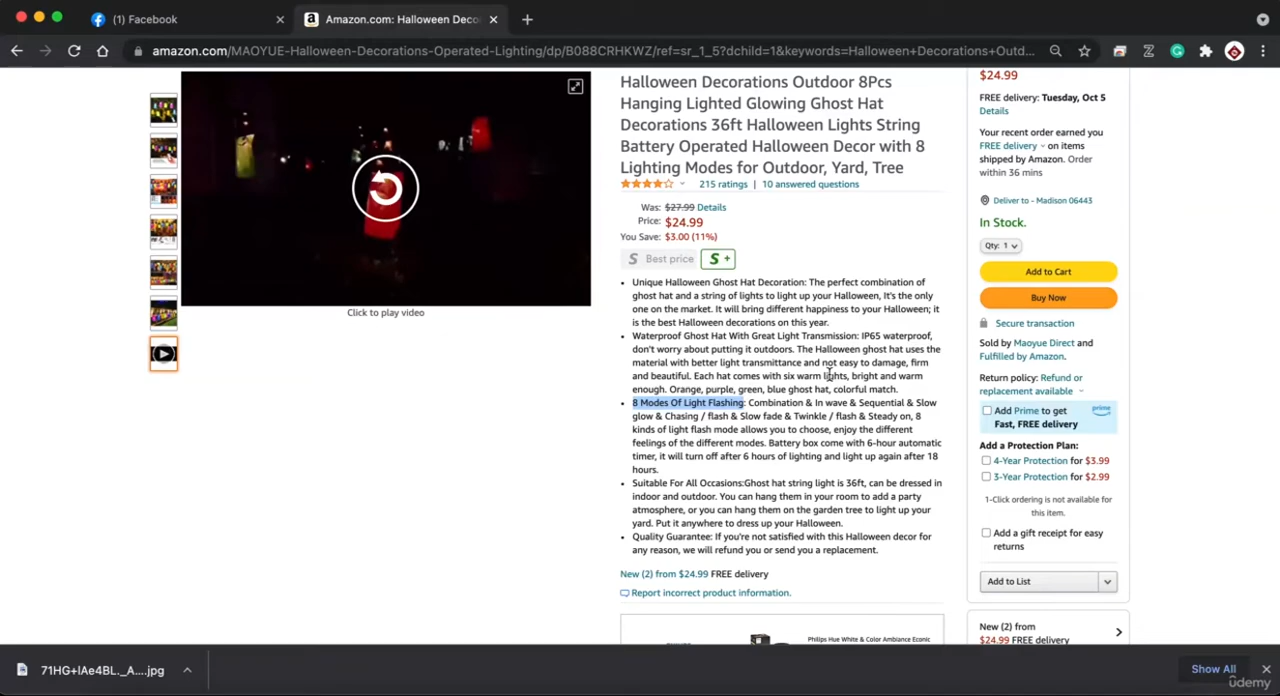 (1) Facebook
Amazon.com: Halloween Deco
amazon.com/MAOYUE-Halloween-Decorations-Operated-Lighting/dp/B088CRHKWZ/ref=sr_1_5?dchild=1&keywords=Halloween+Decorations+Outd...
Click to play video
Halloween Decorations Outdoor 8Pcs
Hanging Lighted Glowing Ghost Hat
Decorations 36ft Halloween Lights String
Battery Operated Halloween Decor with 8
Lighting Modes for Outdoor, Yard, Tree
215 ratings | 10 answered questions
Was: $27.99 Details
Price: $24.99
You Save: $3.00 (11%)
S Best price S +
• Unique Halloween Ghost Hat Decoration: The perfect combination of
ghost hat and a string of lights to light up your Halloween, It's the only
one on the market. It will bring different happiness to your Halloween; it
is the best Halloween decorations on this year.
• Waterproof Ghost Hat With Great Light Transmission: IP65 waterproof,
don't worry about putting it outdoors. The Halloween ghost hat uses the
material with better light transmittance and not easy to damage, firm
and beautiful. Each hat comes with six warm lights, bright and warm
enough. Orange, purple, green, blue ghost hat, colorful match.
• 8 Modes Of Light Flashing: Combination & In wave & Sequential & Slow
glow & Chasing / flash & Slow fade & Twinkle / flash & Steady on, 8
kinds of light flash mode allows you to choose, enjoy the different
feelings of the different modes. Battery box come with 6-hour automatic
timer, it will turn off after 6 hours of lighting and light up again after 18
hours.
• Suitable For All Occasions:Ghost hat string light is 36ft, can be dressed in
indoor and outdoor. You can hang them in your room to add a party
atmosphere, or you can hang them on the garden tree to light up your
yard. Put it anywhere to dress up your Halloween.
• Quality Guarantee: If you're not satisfied with this Halloween decor for
any reason, we will refund you or send you a replacement.
New (2) from $24.99 FREE delivery
Report incorrect product information.
Philips Hue White & Color Ambiance Econic
$24.99
FREE delivery: Tuesday, Oct 5
Details
Your recent order earned you
FREE delivery on items
shipped by Amazon. Order
within 36 mins
Deliver to - Madison 06443
In Stock.
Qty: 1
Add to Cart
Buy Now
Secure transaction
Sold by Maoyue Direct and
Fulfilled by Amazon.
Return policy: Refund or
replacement available
Add Prime to get prime
Fast, FREE delivery
Add a Protection Plan:
4-Year Protection for $3.99
3-Year Protection for $2.99
1-Click ordering is not available for
this item.
Add a gift receipt for easy
returns
Add to List
New (2) from
$24.99 FREE delivery
71HG+lAe4BL._A....jpg
Show All
ûdemy